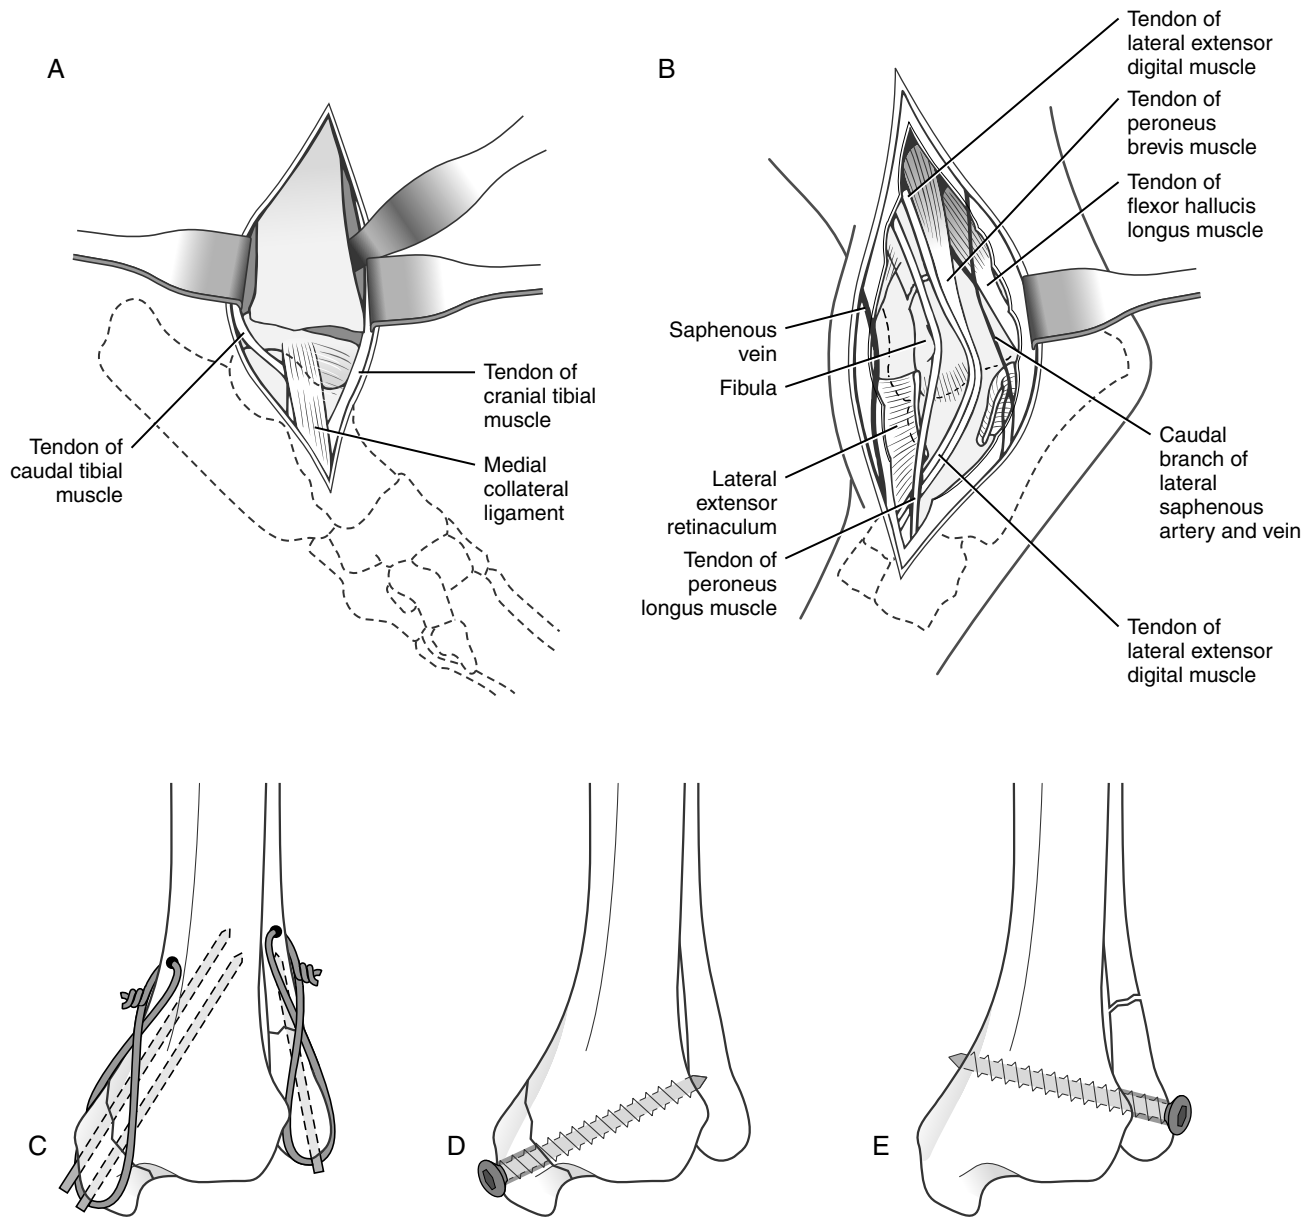 A
Tendon of
caudal tibial
muscle
Tendon of
cranial tibial
muscle
Medial
collateral
ligament
B
Tendon of
lateral extensor
digital muscle
Tendon of
peroneus
brevis muscle
Tendon of
flexor hallucis
longus muscle
Saphenous
vein
Fibula
Lateral
extensor
retinaculum
Tendon of
peroneus
longus muscle
Caudal
branch of
lateral
saphenous
artery and vein
Tendon of
lateral extensor
digital muscle
C
D
E